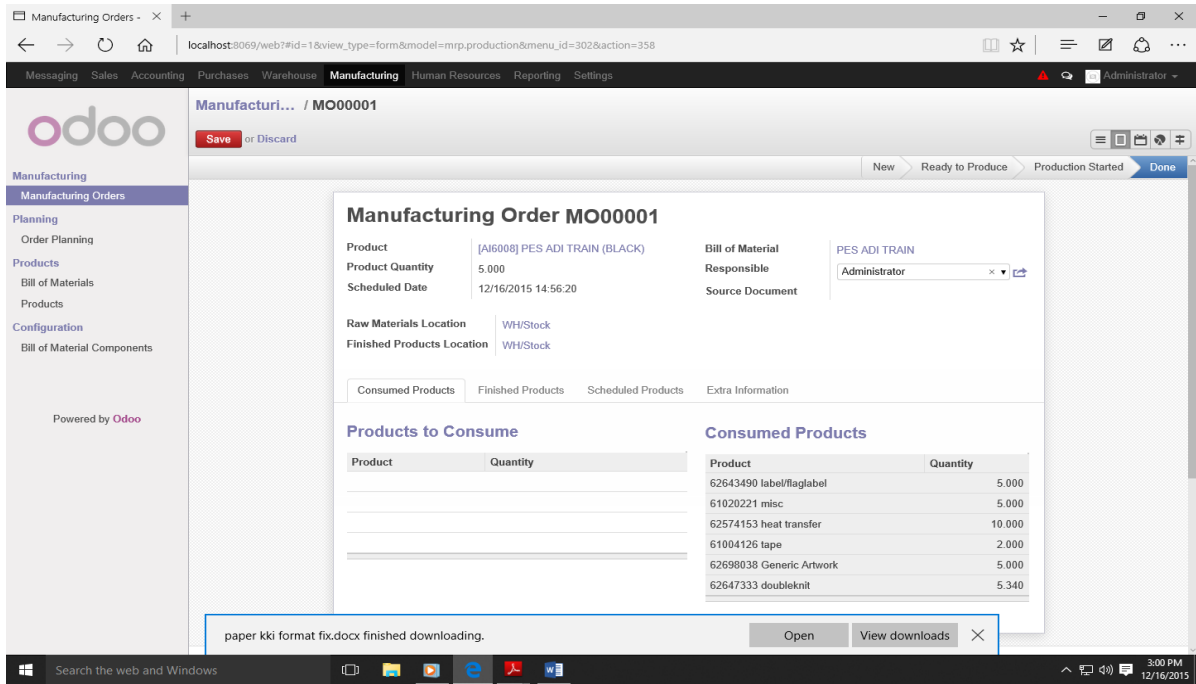 Manufacturing Orders -
localhost:8069/web?#id=1&view_type=form&model=mrp.production&menu_id=302&action=358
Messaging Sales Accounting Purchases Warehouse Manufacturing Human Resources Reporting Settings Administrator
odoo
Manufacturi... / MO00001
Save or Discard
New Ready to Produce Production Started Done
Manufacturing
Manufacturing Orders
Planning
Order Planning
Products
Bill of Materials
Products
Configuration
Bill of Material Components
Powered by Odoo
Manufacturing Order MO00001
Product [AI6008] PES ADI TRAIN (BLACK)
Product Quantity 5.000
Scheduled Date 12/16/2015 14:56:20
Bill of Material PES ADI TRAIN
Responsible Administrator
Source Document
Raw Materials Location WH/Stock
Finished Products Location WH/Stock
Consumed Products Finished Products Scheduled Products Extra Information
Products to Consume
Product Quantity
Consumed Products
Product Quantity
62643490 label/flaglabel 5.000
61020221 misc 5.000
62574153 heat transfer 10.000
61004126 tape 2.000
62698038 Generic Artwork 5.000
62647333 doubleknit 5.340
paper kki format fix.docx finished downloading. Open View downloads
Search the web and Windows
3:00 PM
12/16/2015